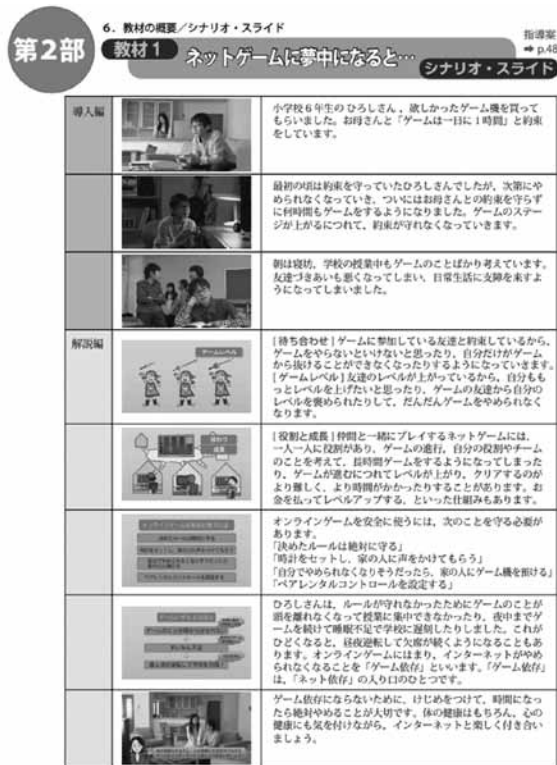 第2部
6. 教材の概要／シナリオ・スライド
教材1
ネットゲームに夢中になると…
指導案
➡ p.48
シナリオ・スライド
導入編
小学校6年生のひろしさん、欲しかったゲーム機を買って
もらいました。お母さんと「ゲームは一日に1時間」と約束
をしています。
最初の頃は約束を守っていたひろしさんでしたが、次第にや
められなくなっていき、ついにはお母さんとの約束を守らず
に何時間もゲームをするようになりました。ゲームのステー
ジが上がるにつれて、約束が守れなくなっていきます。
朝は寝坊、学校の授業中もゲームのことばかり考えています。
友達づきあいも悪くなってしまい、日常生活に支障を来すよ
うになってしまいました。
解説編
ゲームレベル
[待ち合わせ]ゲームに参加している友達と約束しているから、
ゲームをやらないといけないと思ったり、自分だけがゲーム
から抜けることができなくなったりするようになっていきます。
[ゲームレベル]友達のレベルが上がっているから、自分もも
っとレベルを上げたいと思ったり、ゲームの友達から自分の
レベルを褒められたりして、だんだんゲームをやめられなく
なります。
[役割と成長]仲間と一緒にプレイするネットゲームには、
一人一人に役割があり、ゲームの進行、自分の役割やチーム
のことを考えて、長時間ゲームをするようになってしまった
り、ゲームが進むにつれてレベルが上がり、クリアするのが
より難しく、より時間がかかったりすることがあります。お
金を払ってレベルアップする、といった仕組みもあります。
オンラインゲームを安全に使うには、次のことを守る必要が
あります。
「決めたルールは絶対に守る」
「時計をセットし、家の人に声をかけてもらう」
「自分でやめられなくなりそうだったら、家の人にゲーム機を預ける」
「ペアレンタルコントロールを設定する」
ひろしさんは、ルールが守れなかったためにゲームのことが
頭を離れなくなって授業に集中できなかったり、夜中までゲ
ームを続けて睡眠不足で学校に遅刻したりしました。これが
ひどくなると、昼夜逆転して欠席が続くようになることもあ
ります。オンラインゲームにはまり、インターネットがやめ
られなくなることを「ゲーム依存」といいます。「ゲーム依存」
は、「ネット依存」の入り口のひとつです。
ゲーム依存にならないために、けじめをつけて、時間になっ
たら絶対やめることが大切です。体の健康はもちろん、心の
健康にも気を付けながら、インターネットと楽しく付き合い
ましょう。